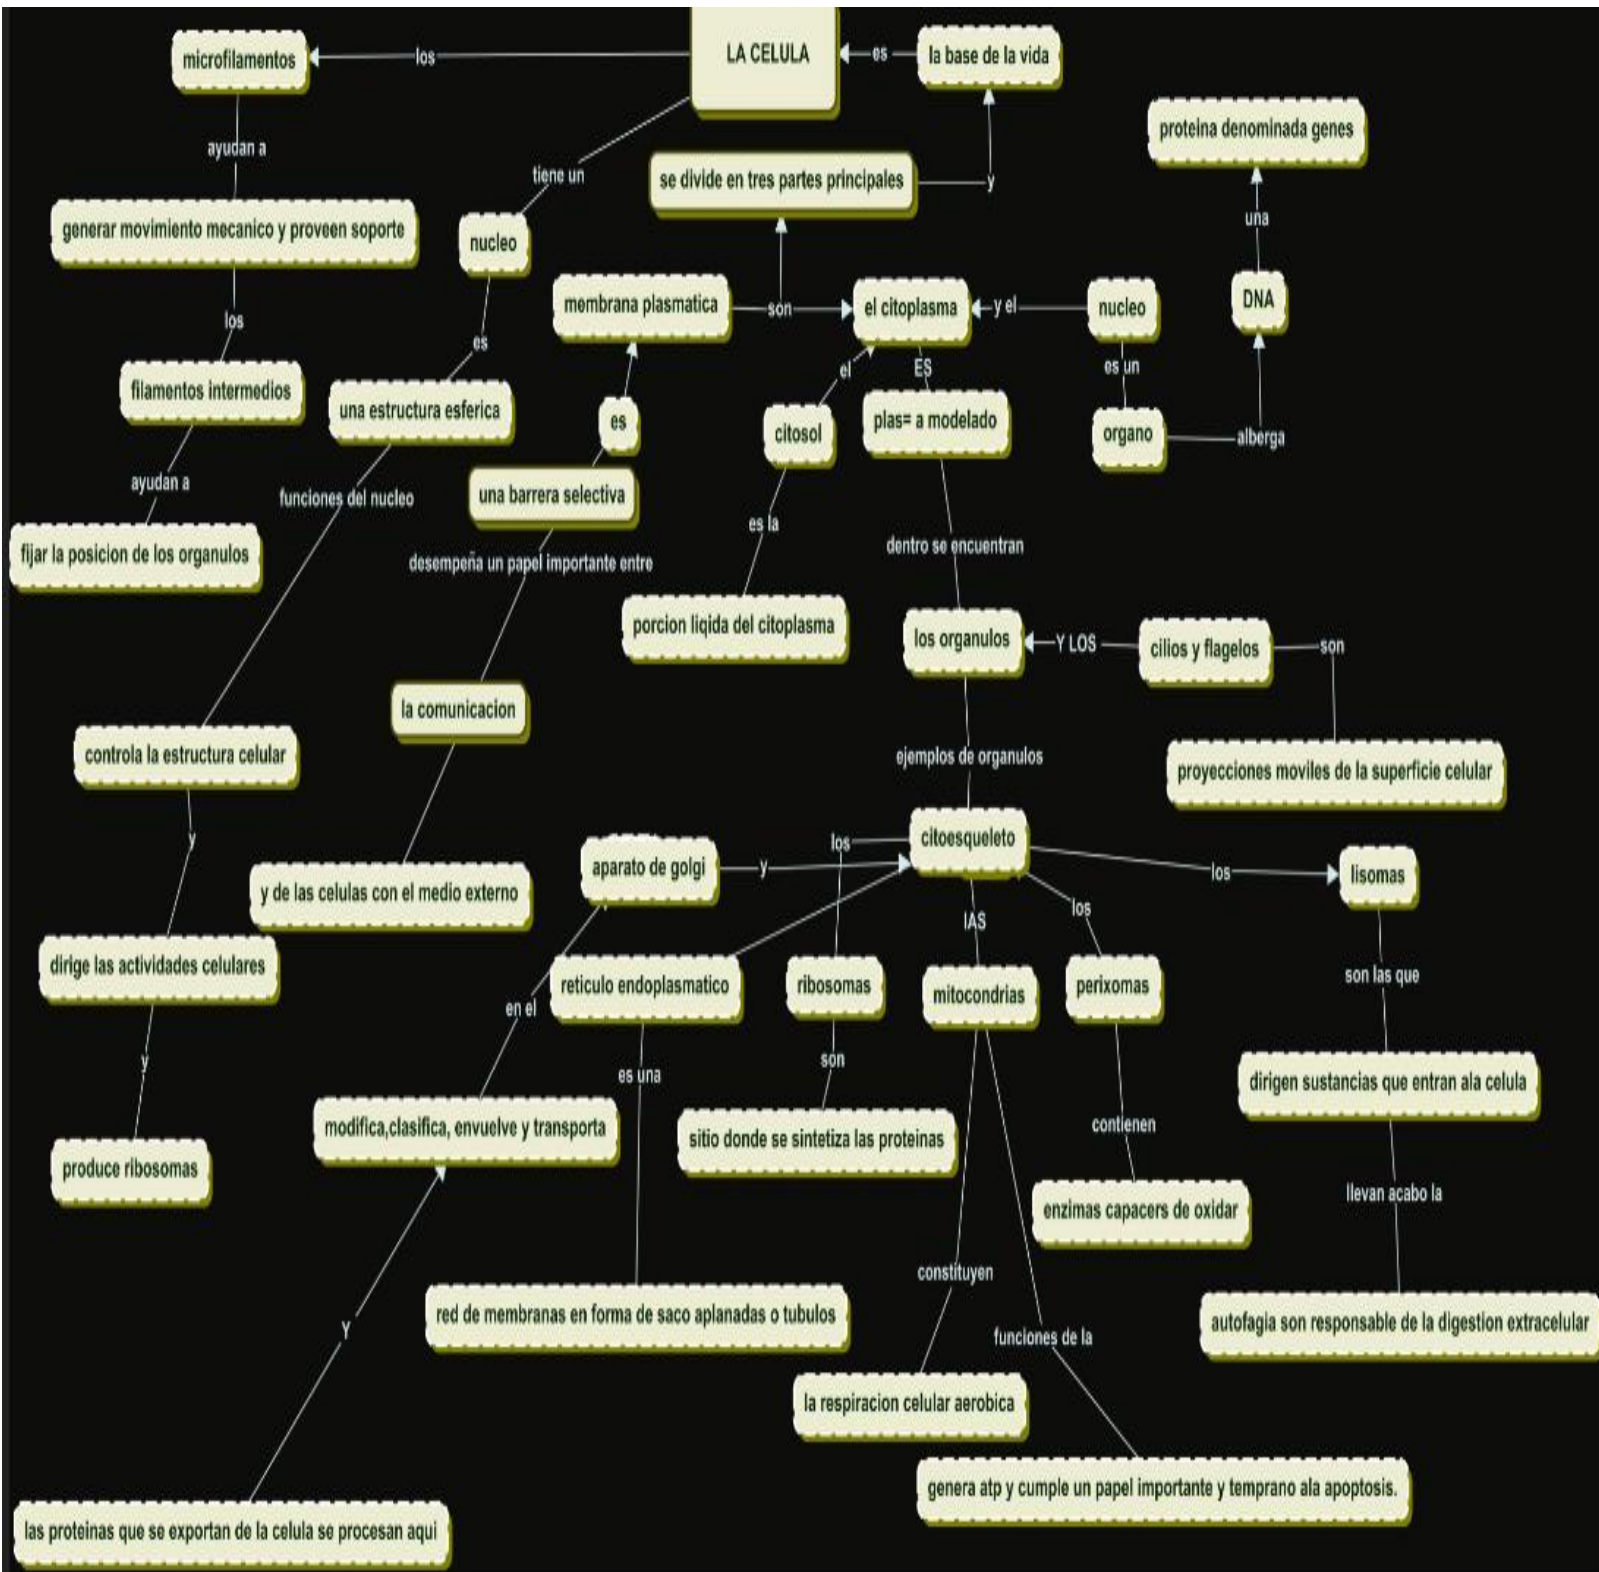 LA CELULA
es
la base de la vida
los
microfilamentos
ayudan a
generar movimiento mecanico y proveen soporte
los
filamentos intermedios
ayudan a
fijar la posicion de los organulos
tiene un
nucleo
es
una estructura esferica
funciones del nucleo
controla la estructura celular
y
dirige las actividades celulares
y
produce ribosomas
se divide en tres partes principales
y
membrana plasmatica
son
el citoplasma
y el
nucleo
es un
organo
alberga
DNA
una
proteina denominada genes
es
una barrera selectiva
desempeña un papel importante entre
la comunicacion
y de las celulas con el medio externo
el
citosol
es la
porcion liqida del citoplasma
ES
plas= a modelado
dentro se encuentran
los organulos
Y LOS
cilios y flagelos
son
proyecciones moviles de la superficie celular
ejemplos de organulos
citoesqueleto
y
aparato de golgi
en el
modifica,clasifica, envuelve y transporta
Y
las proteinas que se exportan de la celula se procesan aqui
reticulo endoplasmatico
es una
red de membranas en forma de saco aplanadas o tubulos
los
ribosomas
son
sitio donde se sintetiza las proteinas
lAS
mitocondrias
constituyen
la respiracion celular aerobica
funciones de la
genera atp y cumple un papel importante y temprano ala apoptosis.
los
perixomas
contienen
enzimas capacers de oxidar
los
lisomas
son las que
dirigen sustancias que entran ala celula
llevan acabo la
autofagia son responsable de la digestion extracelular